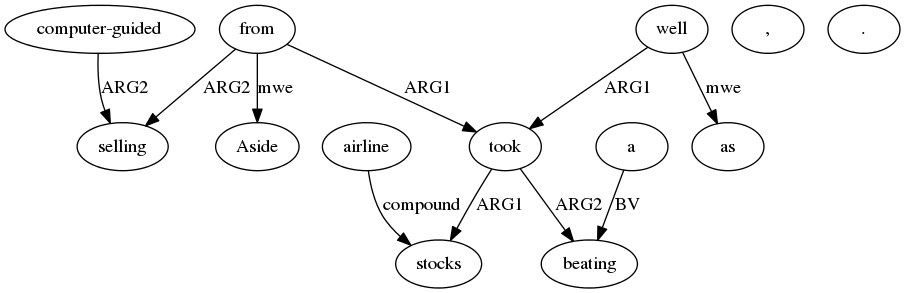 computer-guided from well , .
ARG2 ARG2 mwe ARG1 ARG1 mwe
selling Aside airline took a as
compound ARG1 ARG2 BV
stocks beating